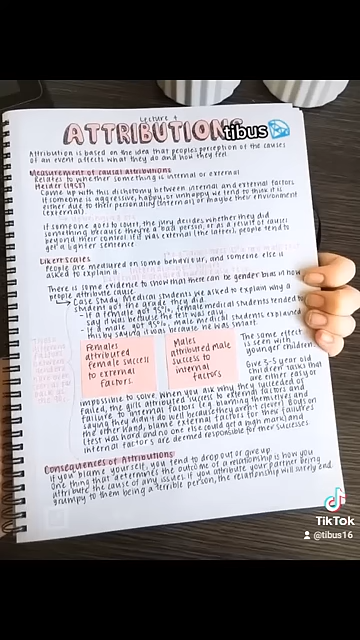 Lecture 4
ATTRIBUTION
tibus
Attribution is based on the idea that peoples perception of the causes
of an event affects what they do and how they feel.
Measurement of causal attributions
Relates to whether something is internal or external
Heider (1958)
Came up with this dichotomy between internal and external factors
if someone is aggressive, happy or unhappy we tend to think it is
either due to their personality (internal) or maybe their environment
(external)
if someone goes to court, the jury decides whether they did
something because they're a bad person, or as a result of causes
beyond their control. If it was external (the latter), people tend to
get a lighter sentence
Likert scales
People are measured on some behaviour, and someone else is
asked to explain it
There is some evidence to show that there can be gender bias in how
people attribute cause:
Case study: Medical students were asked to explain why a
student got the grade they did.
- If a female got 95%, female medical students tended to
say it was because the test was easy
- if a male got 95%, male medical students explained
this by saying it was because he was smart.
Females
attributed
female success
to external
factors.
Males
attributed male
success to
internal
factors
The same effect
is seen with
younger children
Give 3-5 year old
children tasks that
are either easy or
impossible to solve. When you ask why they succeeded or
failed, the girls attributed success to external factors and
failure to internal factors (i.e blaming themselves and
saying they didn't do well because they aren't clever). Boys on
the other hand, blame external factors for their failures
(test was hard and no one else could get a high mark) and
internal factors are deemed responsible for their successes
Consequences of Attributions
if you blame yourself, you tend to drop out or give up
One thing that determines the outcome of a relationship is how you
attribute the cause of any issues. if you attribute your partner being
grumpy to them being a terrible person, the relationship will surely end.
TikTok
@tibus16